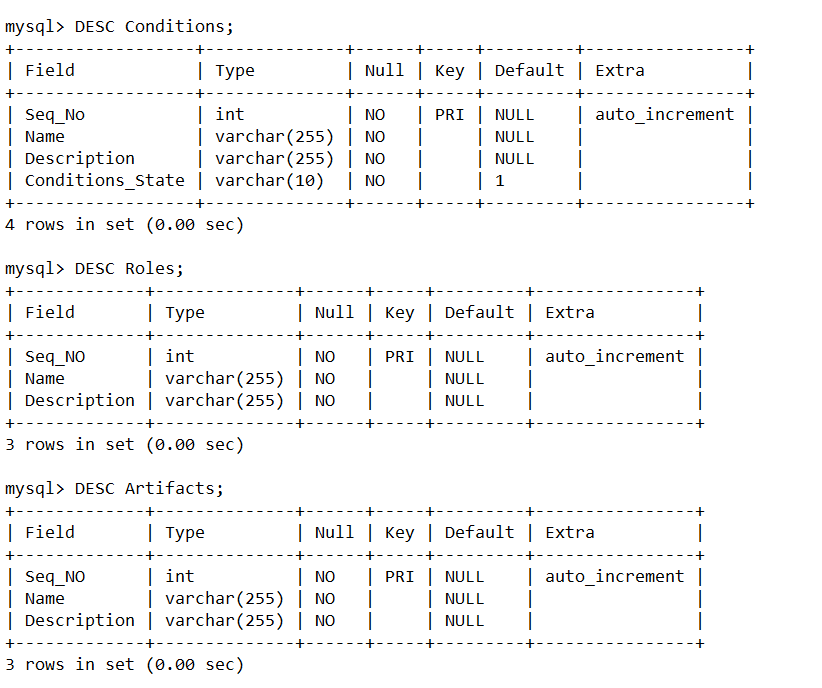 mysql> DESC Conditions;
+------------------+--------------+------+-----+---------+----------------+
| Field            | Type         | Null | Key | Default | Extra          |
+------------------+--------------+------+-----+---------+----------------+
| Seq_No           | int          | NO   | PRI | NULL    | auto_increment |
| Name             | varchar(255) | NO   |     | NULL    |                |
| Description      | varchar(255) | NO   |     | NULL    |                |
| Conditions_State | varchar(10)  | NO   |     | 1       |                |
+------------------+--------------+------+-----+---------+----------------+
4 rows in set (0.00 sec)

mysql> DESC Roles;
+-------------+--------------+------+-----+---------+----------------+
| Field       | Type         | Null | Key | Default | Extra          |
+-------------+--------------+------+-----+---------+----------------+
| Seq_NO      | int          | NO   | PRI | NULL    | auto_increment |
| Name        | varchar(255) | NO   |     | NULL    |                |
| Description | varchar(255) | NO   |     | NULL    |                |
+-------------+--------------+------+-----+---------+----------------+
3 rows in set (0.00 sec)

mysql> DESC Artifacts;
+-------------+--------------+------+-----+---------+----------------+
| Field       | Type         | Null | Key | Default | Extra          |
+-------------+--------------+------+-----+---------+----------------+
| Seq_NO      | int          | NO   | PRI | NULL    | auto_increment |
| Name        | varchar(255) | NO   |     | NULL    |                |
| Description | varchar(255) | NO   |     | NULL    |                |
+-------------+--------------+------+-----+---------+----------------+
3 rows in set (0.00 sec)